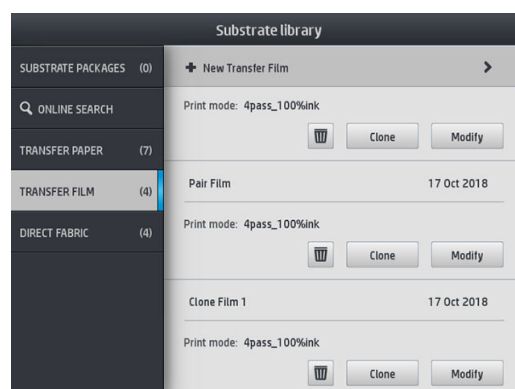 Substrate library
SUBSTRATE PACKAGES (0)
ONLINE SEARCH
TRANSFER PAPER (7)
TRANSFER FILM (4)
DIRECT FABRIC (4)
New Transfer Film
Print mode: 4pass_100%ink
Clone Modify
Pair Film 17 Oct 2018
Print mode: 4pass_100%ink
Clone Modify
Clone Film 1 17 Oct 2018
Print mode: 4pass_100%ink
Clone Modify